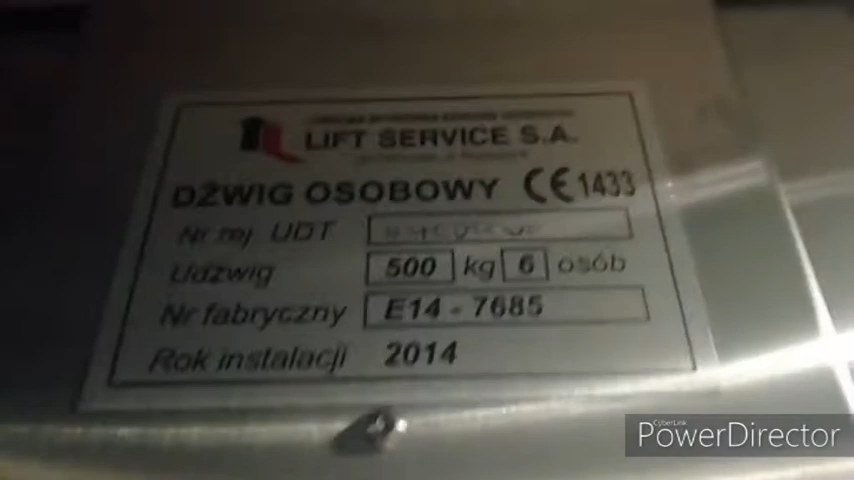 LIFT SERVICE S.A.
DŹWIG OSOBOWY CE 1433
Nr rej UDT
Udźwig 500 kg 6 osób
Nr fabryczny E14 - 7685
Rok instalacji 2014
CyberLink
PowerDirector